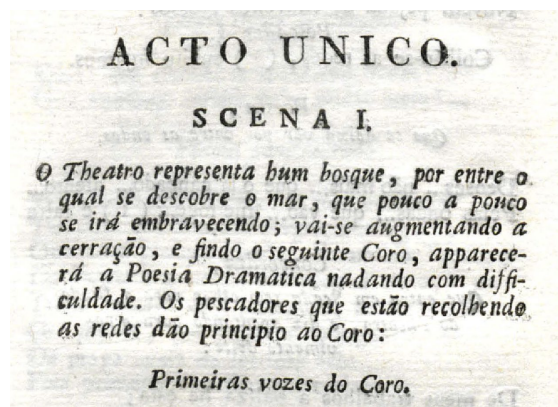 ACTO UNICO.
SCENA I.
O Theatro representa hum bosque, por entre o
qual se descobre o mar, que pouco a pouco
se irá embravecendo; vai-se augmentando a
cerração, e findo o seguinte Coro, apparece-
rá a Poesia Dramatica nadando com diffi-
culdade. Os pescadores que estão recolhendo
as redes dão principio ao Coro:
Primeiras vozes do Coro.